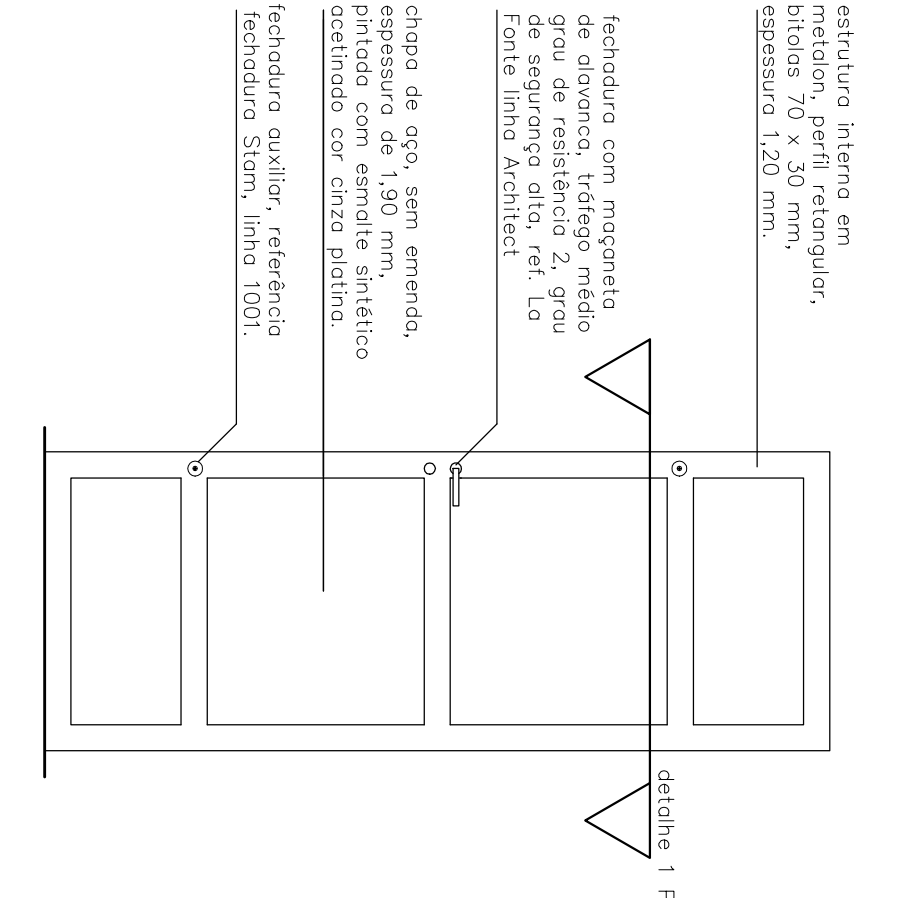 estrutura interna em
metalon, perfil retangular,
bitolas 70 x 30 mm,
espessura 1,20 mm.
fechadura com maçaneta
de alavanca, tráfego médio
grau de resistência 2, grau
de segurança alta, ref. La
Fonte linha Architect
chapa de aço, sem emenda,
espessura de 1,90 mm,
pintada com esmalte sintético
acetinado cor cinza platina.
fechadura auxiliar, referência
fechadura Stam, linha 1001.
detalhe 1 F